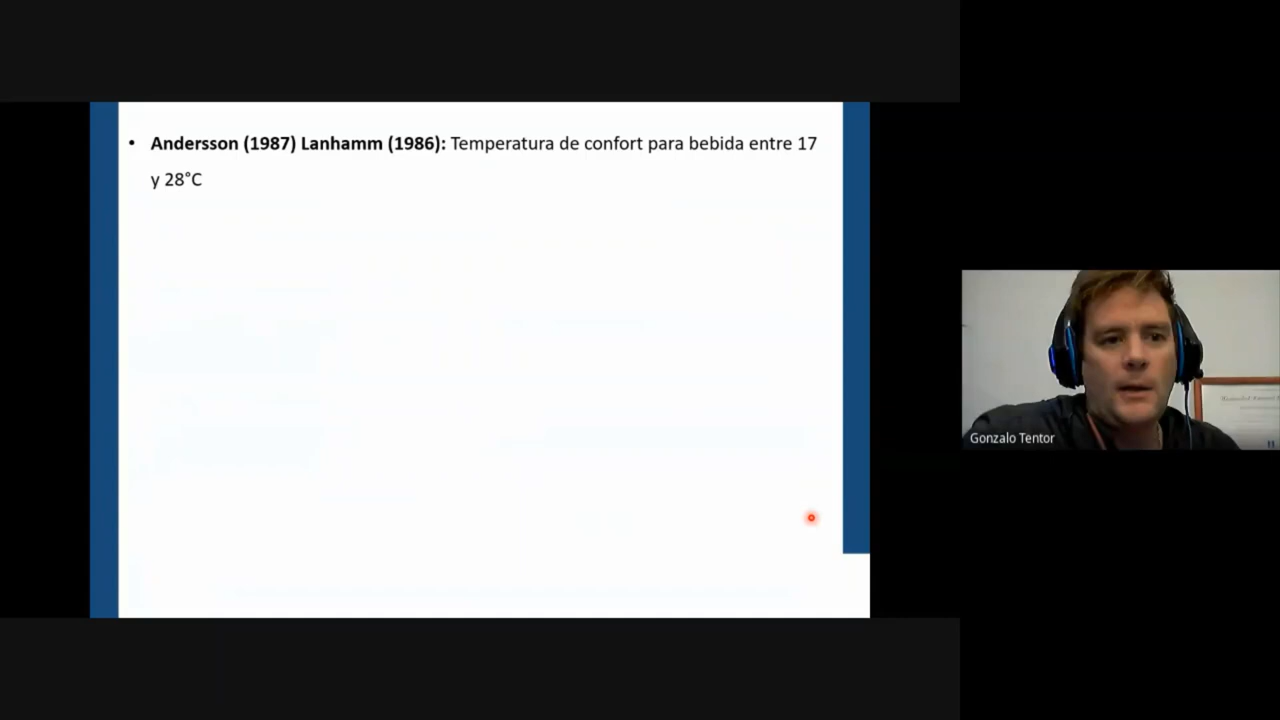 • Andersson (1987) Lanhamm (1986): Temperatura de confort para bebida entre 17
y 28°C
Gonzalo Tentor